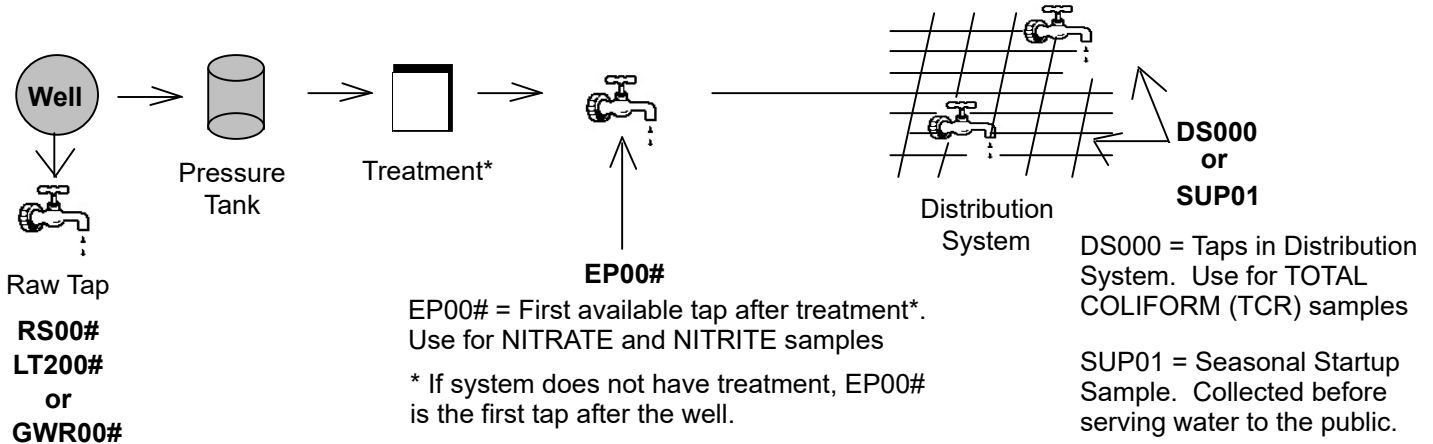 Well
Pressure
Tank
Treatment*
Raw Tap
RS00#
LT200#
or
GWR00#
EP00#
EP00# = First available tap after treatment*.
Use for NITRATE and NITRITE samples
* If system does not have treatment, EP00#
is the first tap after the well.
Distribution
System
DS000
or
SUP01
DS000 = Taps in Distribution
System. Use for TOTAL
COLIFORM (TCR) samples
SUP01 = Seasonal Startup
Sample. Collected before
serving water to the public.